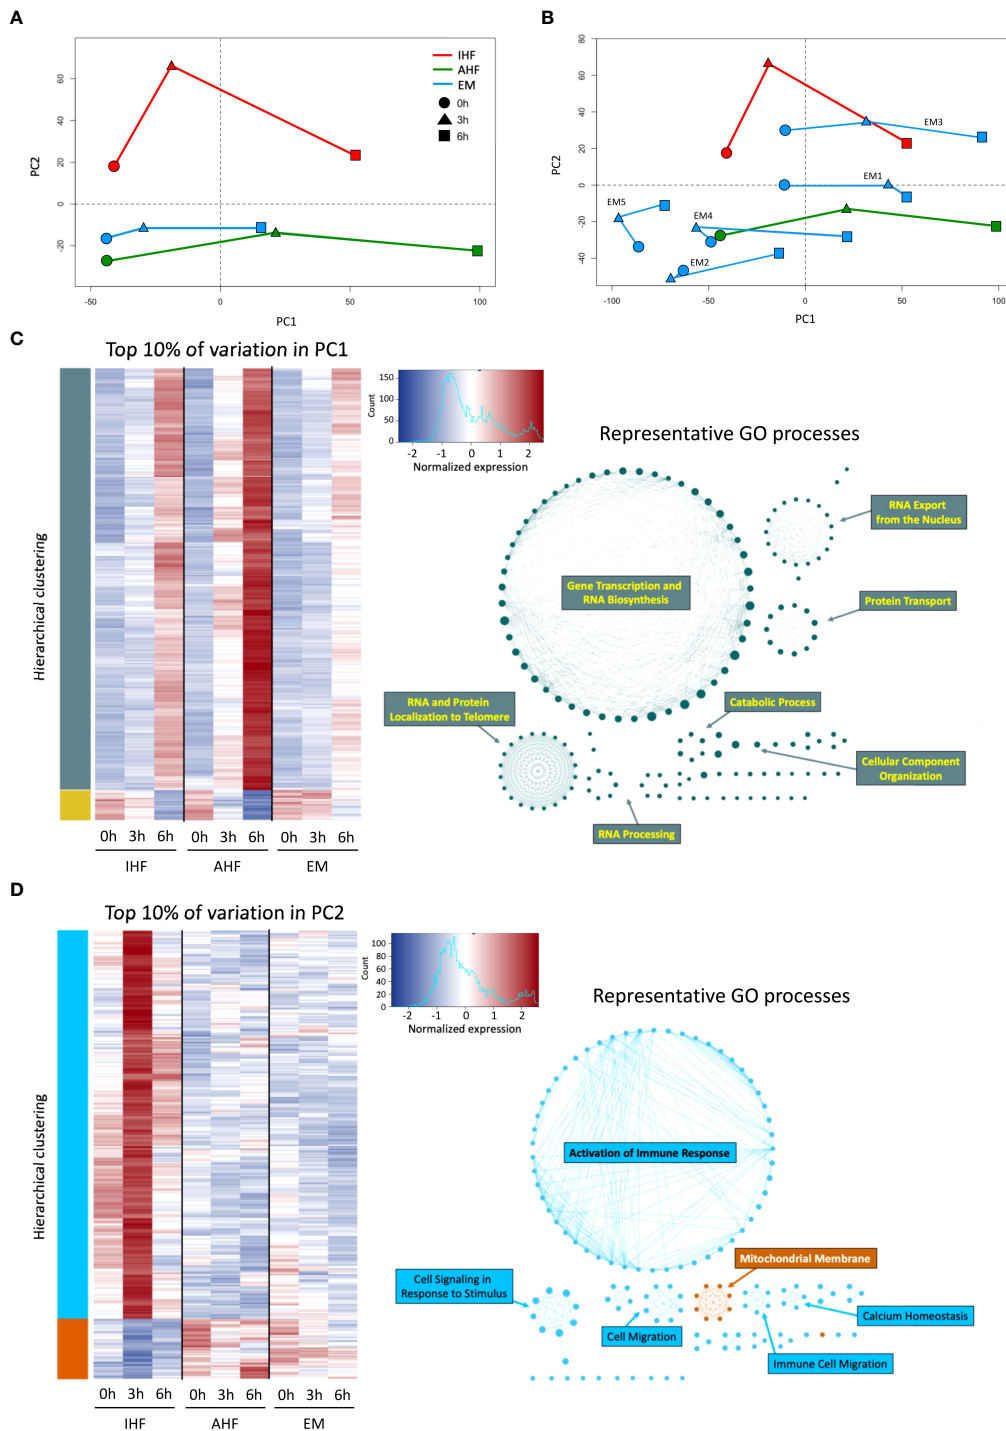 A
60
40
20
0
-20
PC2
-50
0
50
100
PC1
IHF
AHF
EM
0h
3h
6h
B
80
60
40
20
0
-20
-40
PC2
-100
-50
0
50
100
PC1
EM3
EM1
EM5
EM4
EM2
C
Top 10% of variation in PC1
Hierarchical clustering
0h 3h 6h 0h 3h 6h 0h 3h 6h
IHF AHF EM
150
100
50
0
Count
-2 -1 0 1 2
Normalized expression
Representative GO processes
RNA Export
from the Nucleus
Gene Transcription and
RNA Biosynthesis
Protein Transport
RNA and Protein
Localization to Telomere
Catabolic Process
Cellular Component
Organization
RNA Processing
D
Top 10% of variation in PC2
Hierarchical clustering
0h 3h 6h 0h 3h 6h 0h 3h 6h
IHF AHF EM
100
80
60
40
20
0
Count
-2 -1 0 1 2
Normalized expression
Representative GO processes
Activation of Immune Response
Mitochondrial Membrane
Cell Signaling in
Response to Stimulus
Calcium Homeostasis
Cell Migration
Immune Cell Migration